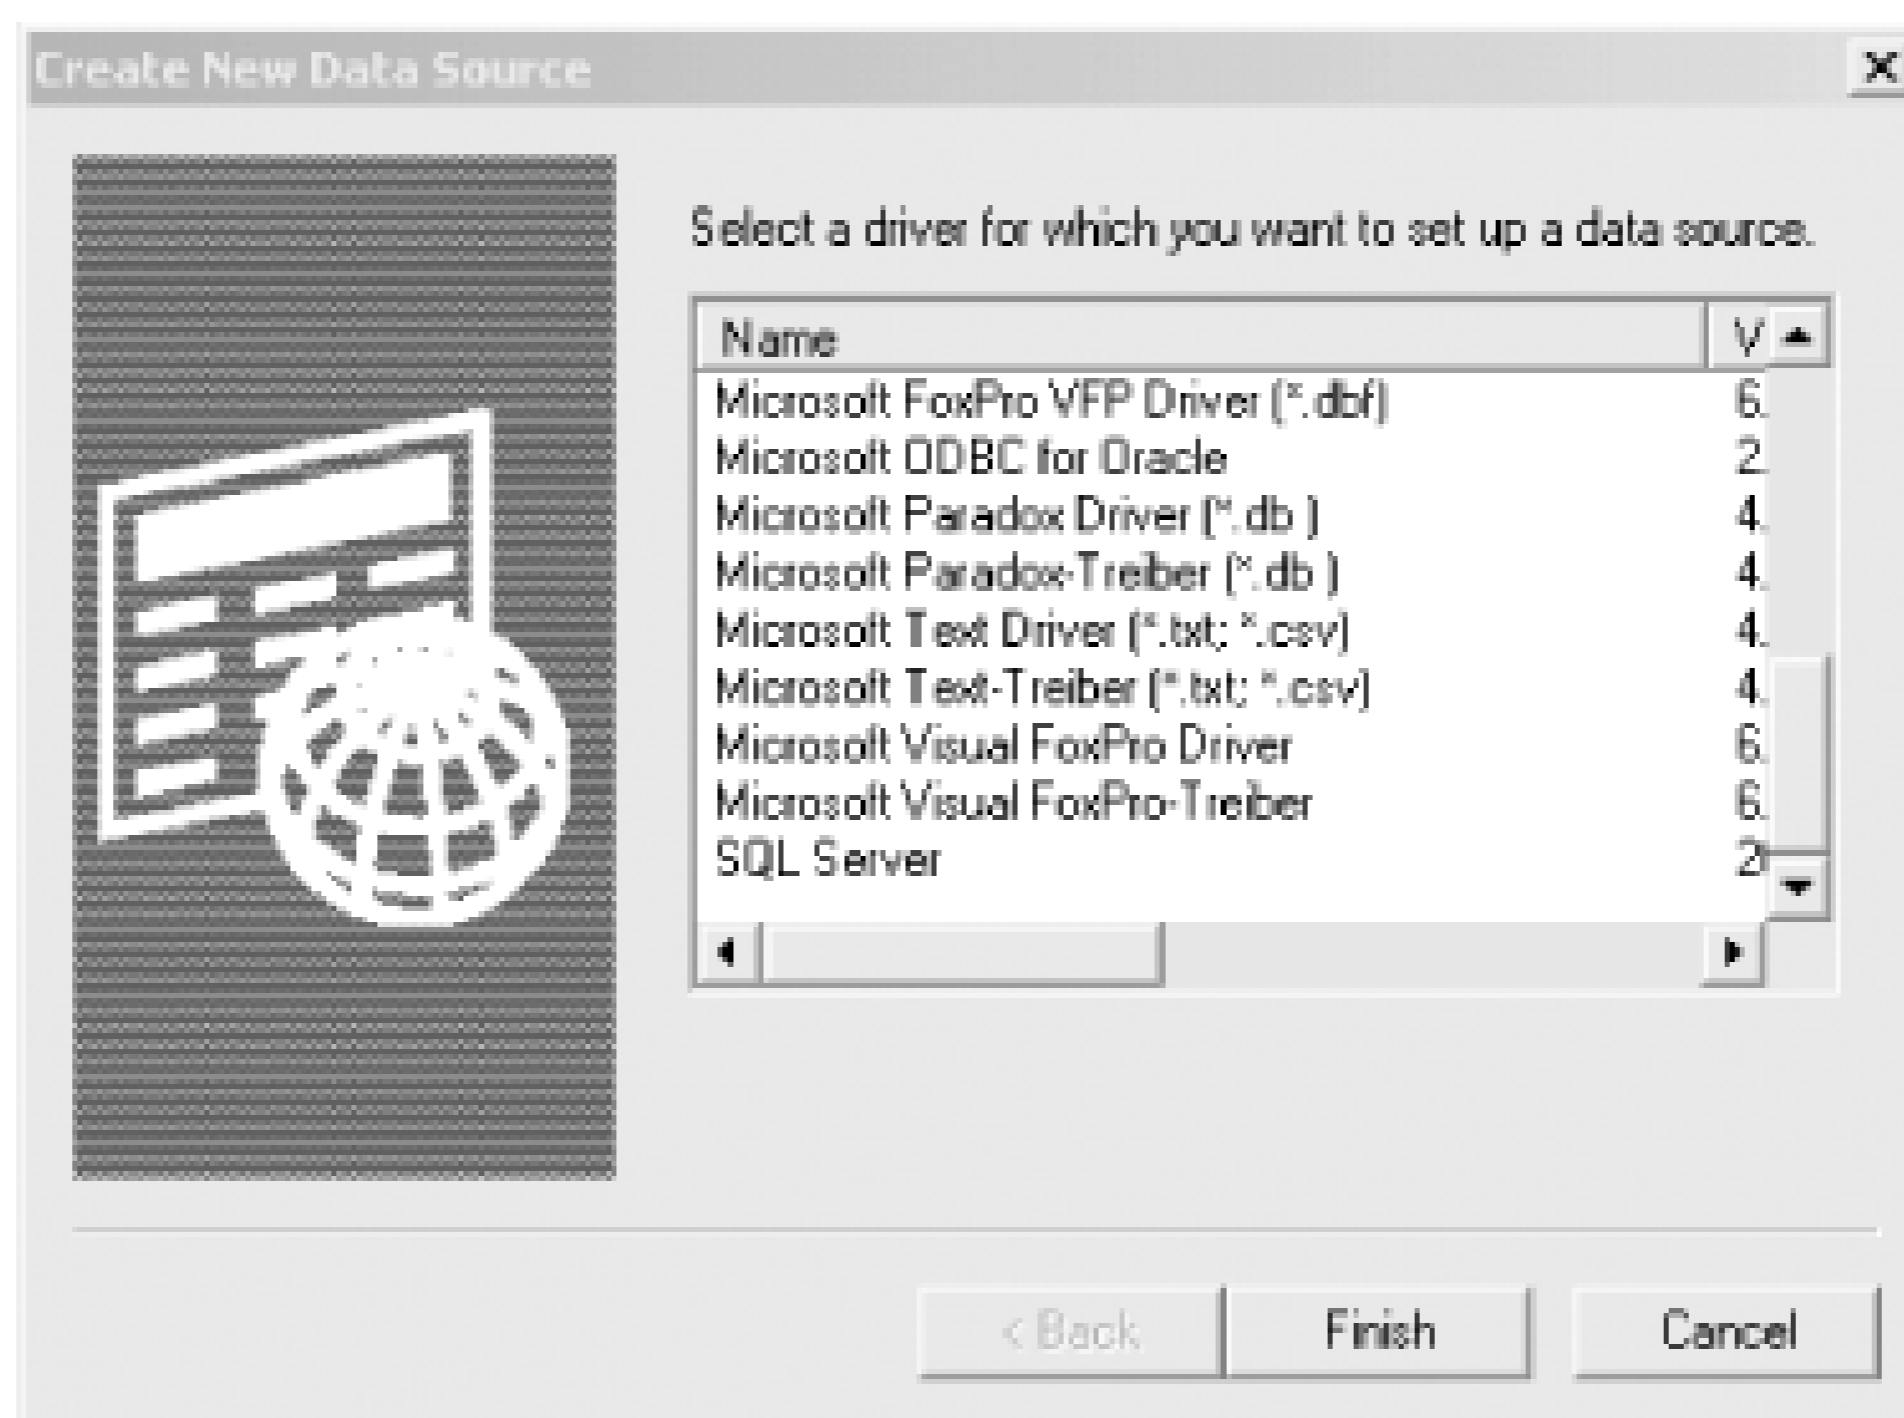 Create New Data Source
Select a driver for which you want to set up a data source.
Name V
Microsoft FoxPro VFP Driver (*.dbf) 6.
Microsoft ODBC for Oracle 2.
Microsoft Paradox Driver (*.db ) 4.
Microsoft Paradox-Treiber (*.db ) 4.
Microsoft Text Driver (*.txt; *.csv) 4.
Microsoft Text-Treiber (*.txt; *.csv) 4.
Microsoft Visual FoxPro Driver 6.
Microsoft Visual FoxPro-Treiber 6.
SQL Server 2
< Back Finish Cancel